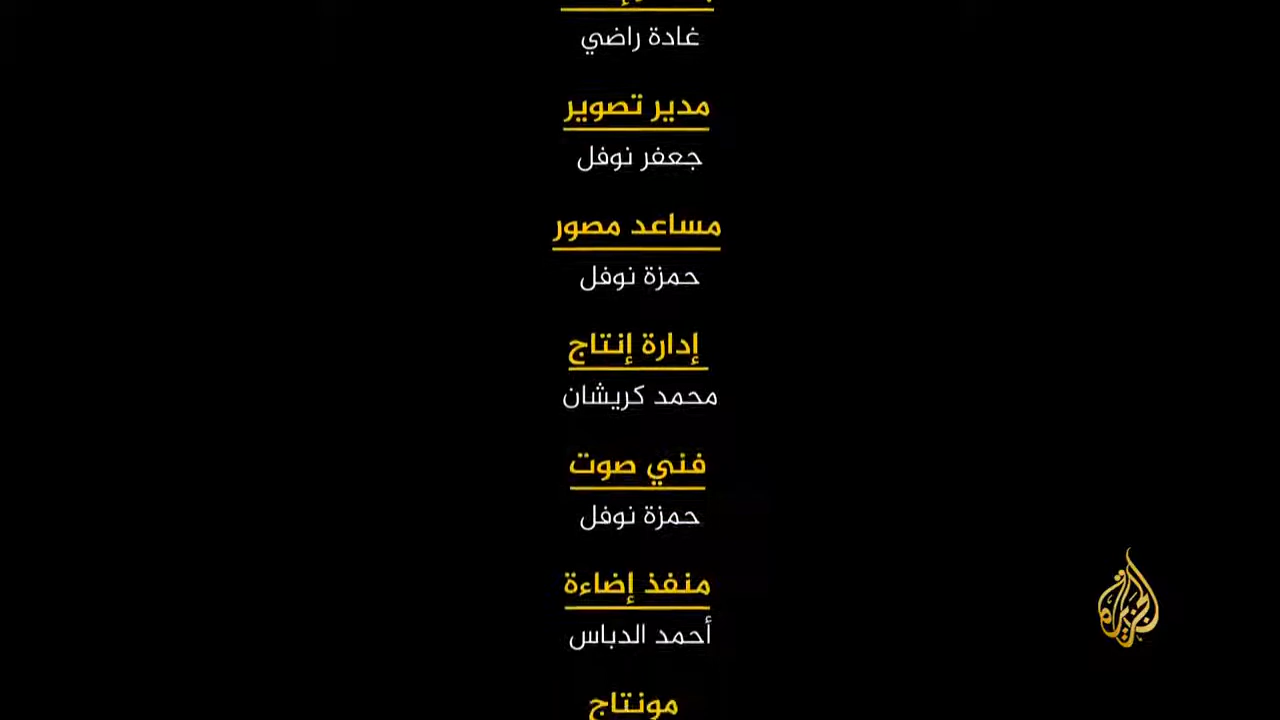 غادة راضي
مدير تصوير
جعفر نوفل
مساعد مصور
حمزة نوفل
إدارة إنتاج
محمد كريشان
فني صوت
حمزة نوفل
منفذ إضاءة
أحمد الدباس
مونتاج
الجزيرة